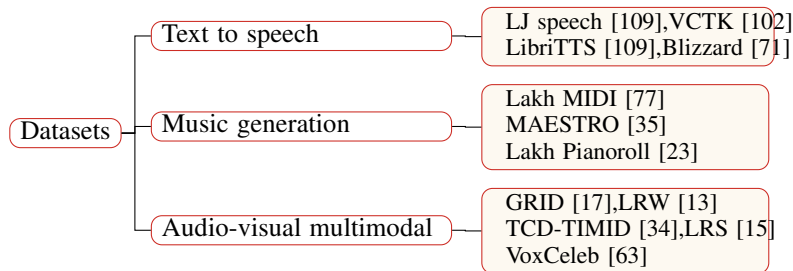 Datasets
Text to speech
LJ speech [109],VCTK [102]
LibriTTS [109],Blizzard [71]
Music generation
Lakh MIDI [77]
MAESTRO [35]
Lakh Pianoroll [23]
Audio-visual multimodal
GRID [17],LRW [13]
TCD-TIMID [34],LRS [15]
VoxCeleb [63]